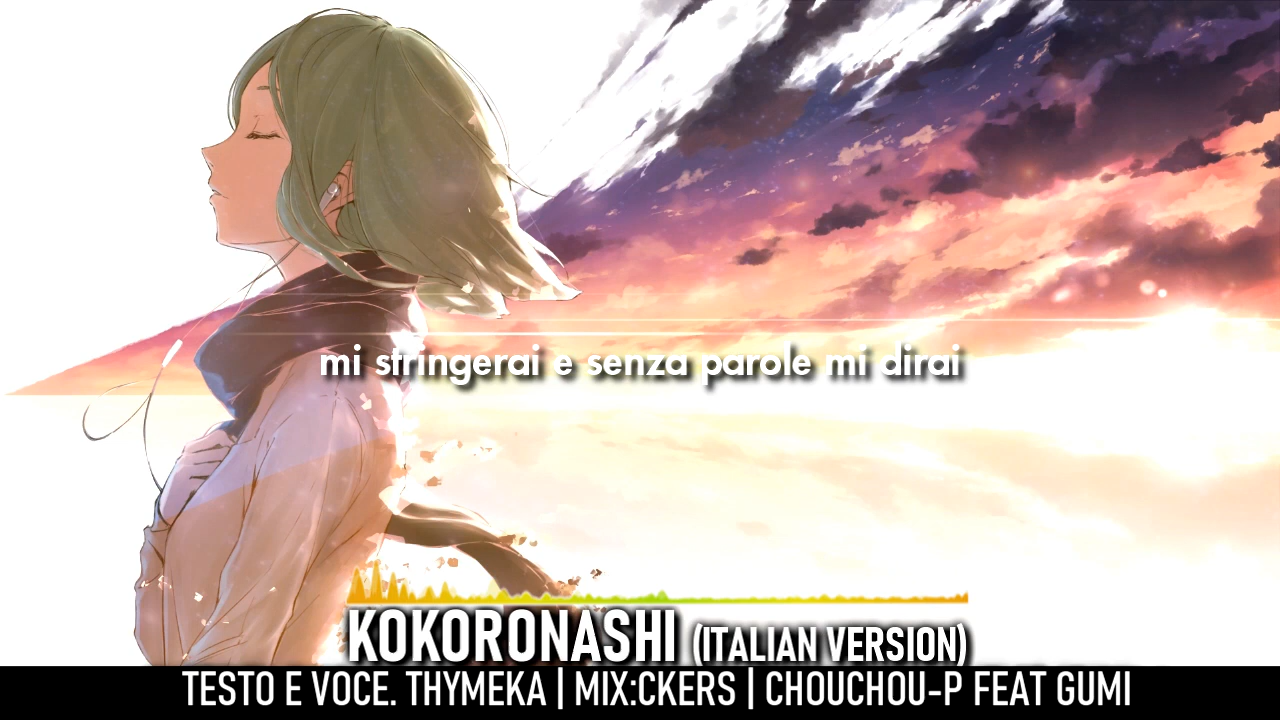 mi stringerai e senza parole mi dirai
KOKORONASHI (ITALIAN VERSION)
TESTO E VOCE. THYMEKA | MIX:CKERS | CHOUCHOU-P FEAT GUMI